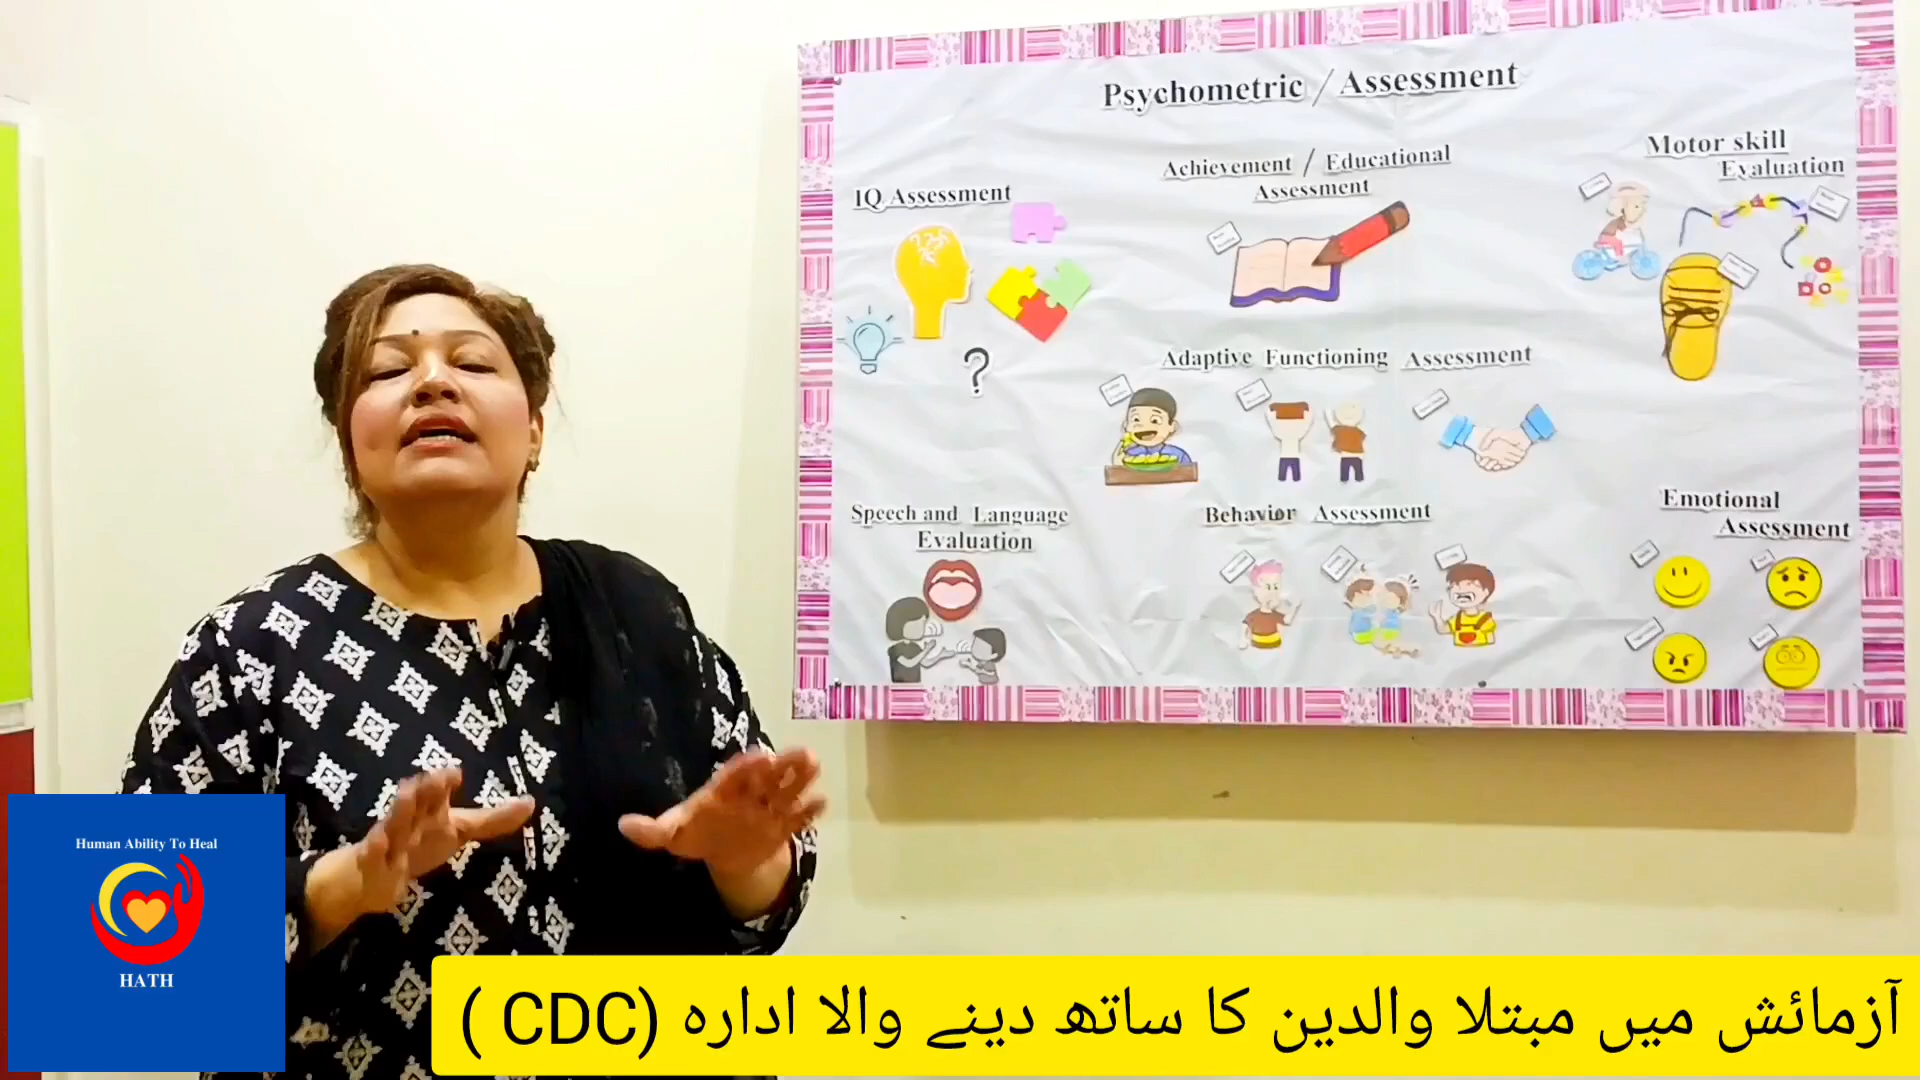 Psychometric / Assessment
IQ Assessment
Achievement / Educational
Assessment
Motor skill
Evaluation
Adaptive Functioning Assessment
Speech and Language
Evaluation
Behavior Assessment
Emotional
Assessment
Human Ability To Heal
HATH
آزمائش میں مبتلا والدین کا ساتھ دینے والا ادارہ (CDC )